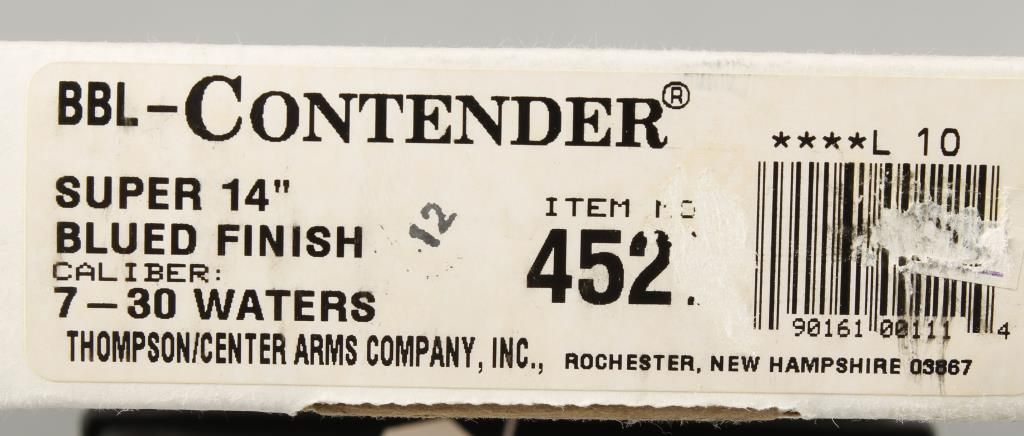 BBL-CONTENDER®
****L 10
SUPER 14"
BLUED FINISH
12
ITEM
452
CALIBER:
7-30 WATERS
90161 00111 4
THOMPSON/CENTER ARMS COMPANY, INC., ROCHESTER, NEW HAMPSHIRE 03867